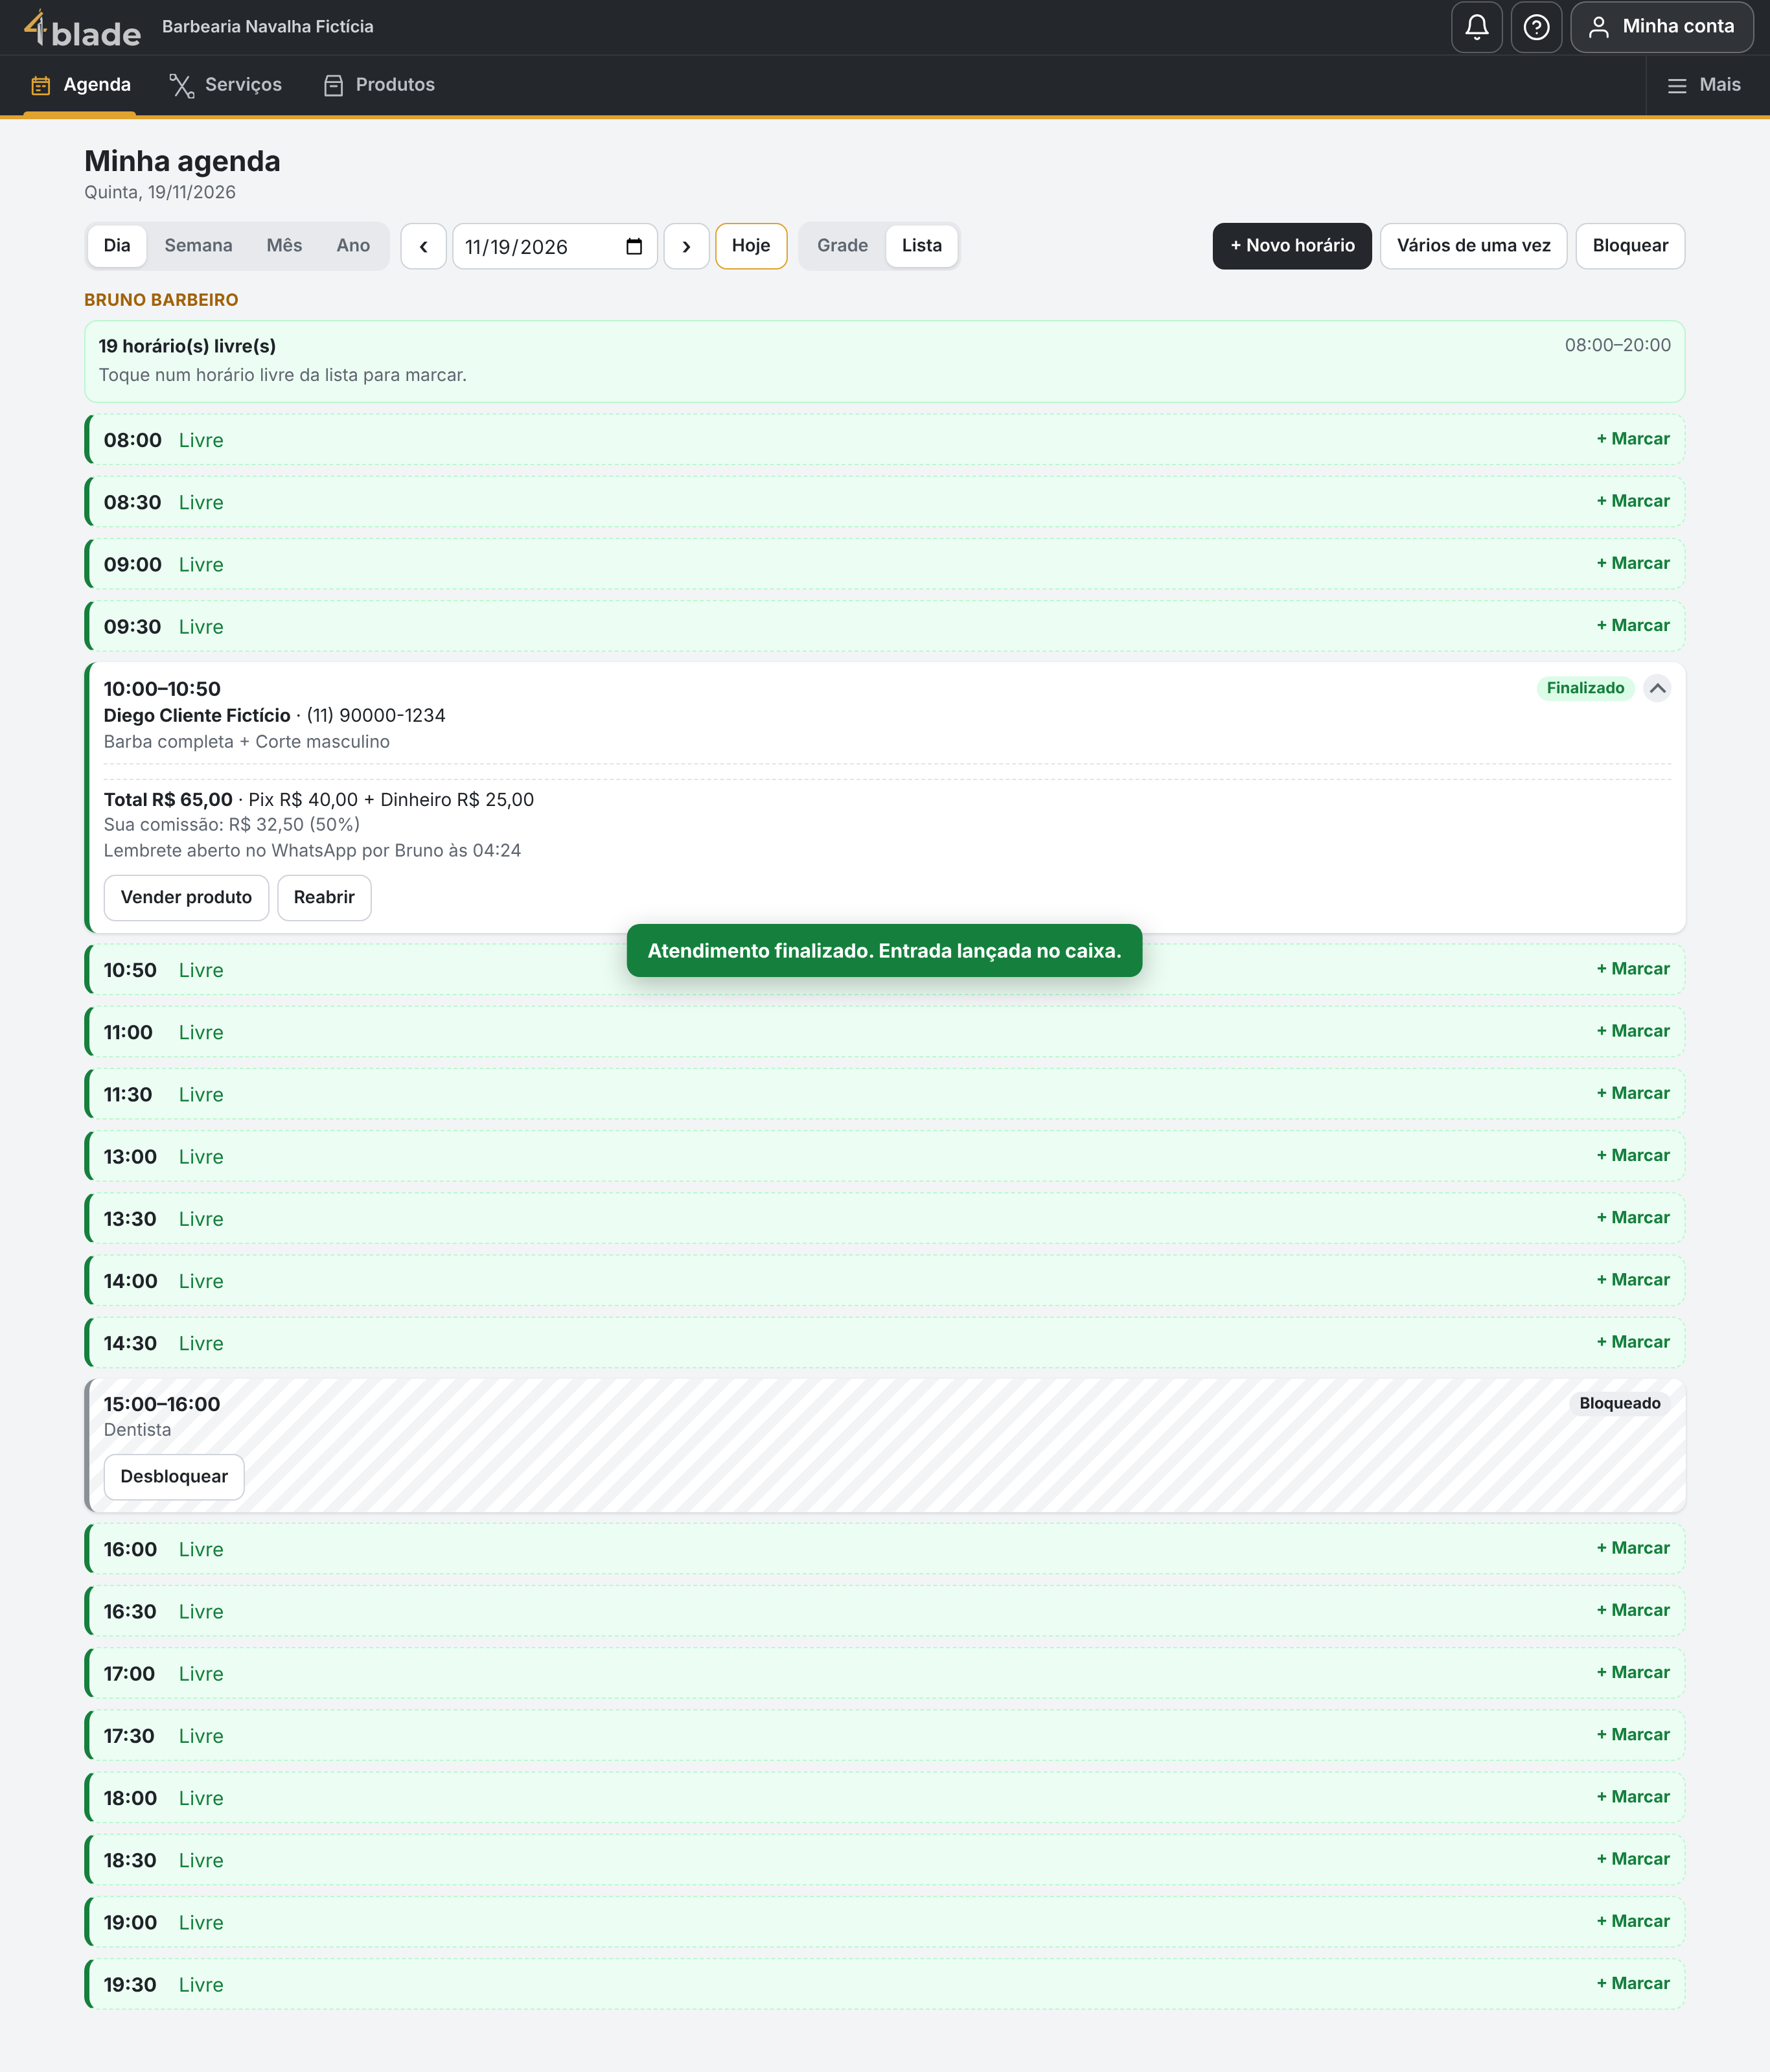 4blade Barbearia Navalha Fictícia Minha conta
Agenda Serviços Produtos Mais
Minha agenda
Quinta, 19/11/2026
Dia Semana Mês Ano ‹ 11/19/2026 › Hoje Grade Lista + Novo horário Vários de uma vez Bloquear
BRUNO BARBEIRO
19 horário(s) livre(s) 08:00–20:00
Toque num horário livre da lista para marcar.
08:00 Livre + Marcar
08:30 Livre + Marcar
09:00 Livre + Marcar
09:30 Livre + Marcar
10:00–10:50 Finalizado
Diego Cliente Fictício · (11) 90000-1234
Barba completa + Corte masculino
Total R$ 65,00 · Pix R$ 40,00 + Dinheiro R$ 25,00
Sua comissão: R$ 32,50 (50%)
Lembrete aberto no WhatsApp por Bruno às 04:24
Vender produto Reabrir
Atendimento finalizado. Entrada lançada no caixa.
10:50 Livre + Marcar
11:00 Livre + Marcar
11:30 Livre + Marcar
13:00 Livre + Marcar
13:30 Livre + Marcar
14:00 Livre + Marcar
14:30 Livre + Marcar
15:00–16:00 Bloqueado
Dentista
Desbloquear
16:00 Livre + Marcar
16:30 Livre + Marcar
17:00 Livre + Marcar
17:30 Livre + Marcar
18:00 Livre + Marcar
18:30 Livre + Marcar
19:00 Livre + Marcar
19:30 Livre + Marcar